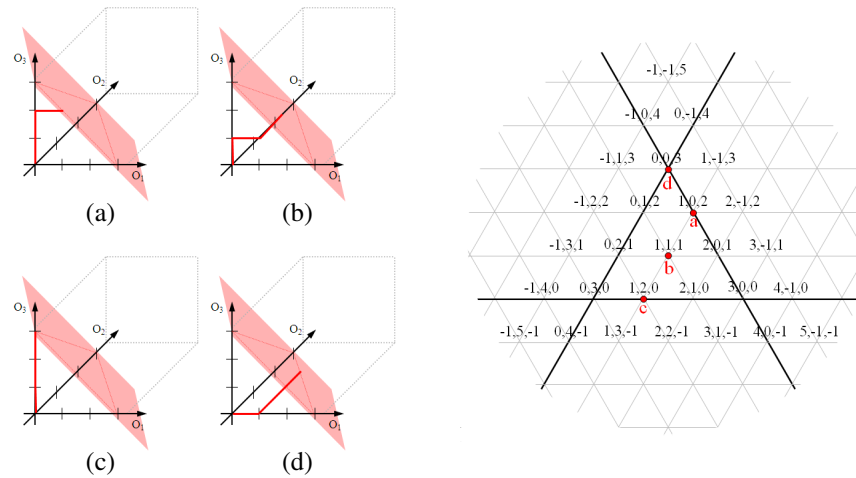 O₃
O₂
O₁
(a)
O₃
O₂
O₁
(b)
O₃
O₂
O₁
(c)
O₃
O₂
O₁
(d)
-1,-1,5
-1,0,4 0,-1,4
-1,1,3 0,0,3 1,-1,3
d
-1,2,2 0,1,2 1,0,2 2,-1,2
a
-1,3,1 0,2,1 1,1,1 2,0,1 3,-1,1
b
-1,4,0 0,3,0 1,2,0 2,1,0 3,0,0 4,-1,0
c
-1,5,-1 0,4,-1 1,3,-1 2,2,-1 3,1,-1 4,0,-1 5,-1,-1